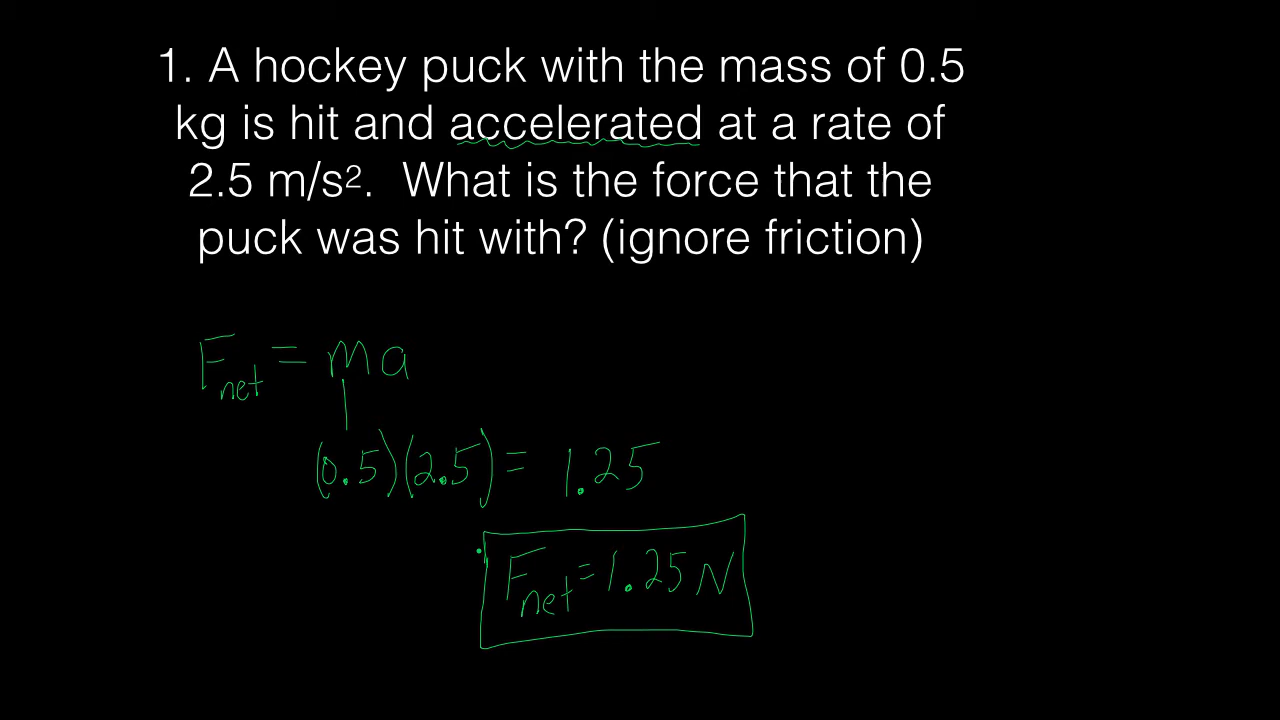 1. A hockey puck with the mass of 0.5
kg is hit and accelerated at a rate of
2.5 m/s². What is the force that the
puck was hit with? (ignore friction)
Fnet = ma
(0.5)(2.5) = 1.25
Fnet = 1.25 N